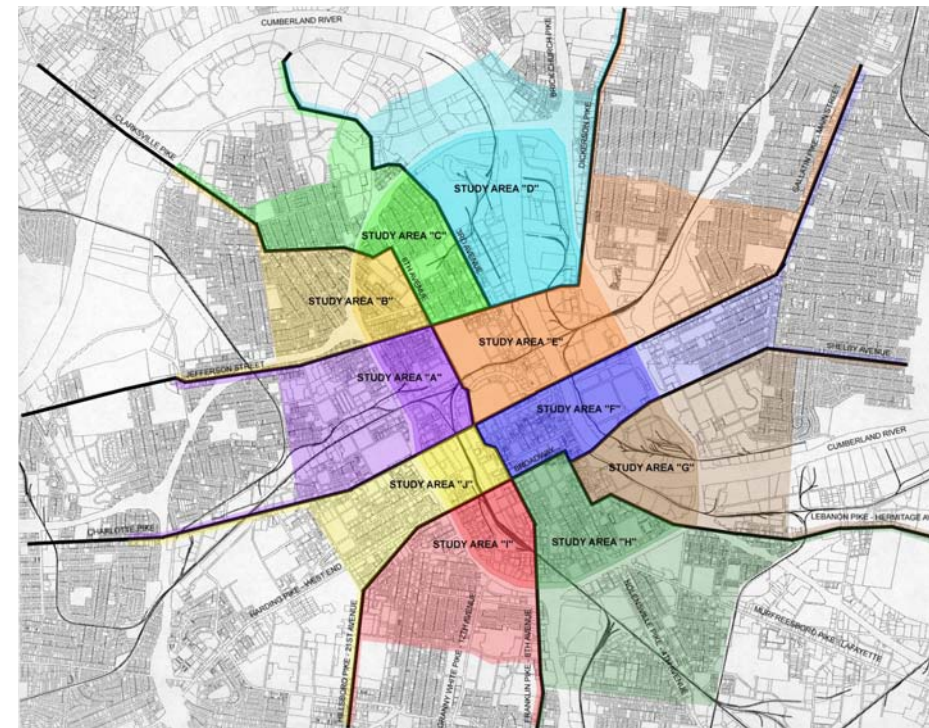 CUMBERLAND RIVER
BRICK CHURCH PIKE
DICKERSON PIKE
GALLATIN PIKE - MAIN STREET
CLARKSVILLE PIKE
STUDY AREA "D"
STUDY AREA "C"
3RD AVENUE
8TH AVENUE
STUDY AREA "B"
STUDY AREA "E"
SHELBY AVENUE
JEFFERSON STREET
STUDY AREA "A"
STUDY AREA "F"
CUMBERLAND RIVER
BROADWAY
STUDY AREA "G"
STUDY AREA "J"
LEBANON PIKE - HERMITAGE AV
CHARLOTTE PIKE
STUDY AREA "I"
STUDY AREA "H"
HARDING PIKE - WEST END
NOLENSVILLE PIKE - 4TH AVENUE
MURFREESBORO PIKE - LAFAYETTE
HILLSBORO PIKE - 21ST AVENUE
GRANNY WHITE PIKE - 12TH AVENUE
FRANKLIN PIKE - 8TH AVENUE